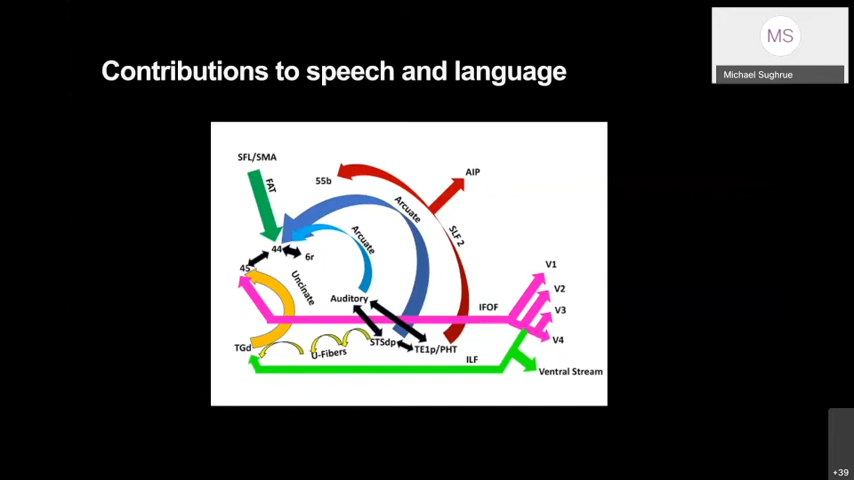 MS
Michael Sughrue
Contributions to speech and language
SFL/SMA
FAT
55b
AIP
Arcuate
SLF 2
Arcuate
44
6r
45
Uncinate
Auditory
V1
V2
V3
V4
IFOF
STSdp
TE1p/PHT
TGd
U-Fibers
ILF
Ventral Stream
+39